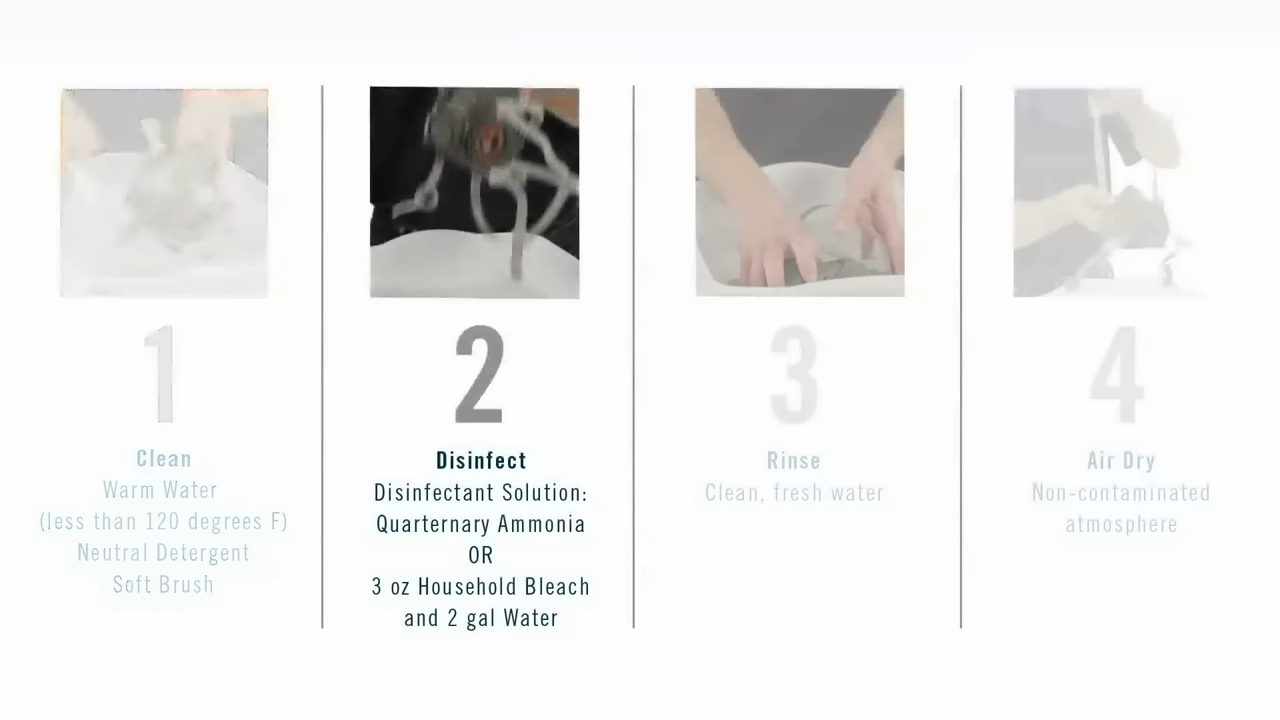 1
Clean
Warm Water
(less than 120 degrees F)
Neutral Detergent
Soft Brush
2
Disinfect
Disinfectant Solution:
Quarternary Ammonia
OR
3 oz Household Bleach
and 2 gal Water
3
Rinse
Clean, fresh water
4
Air Dry
Non-contaminated
atmosphere